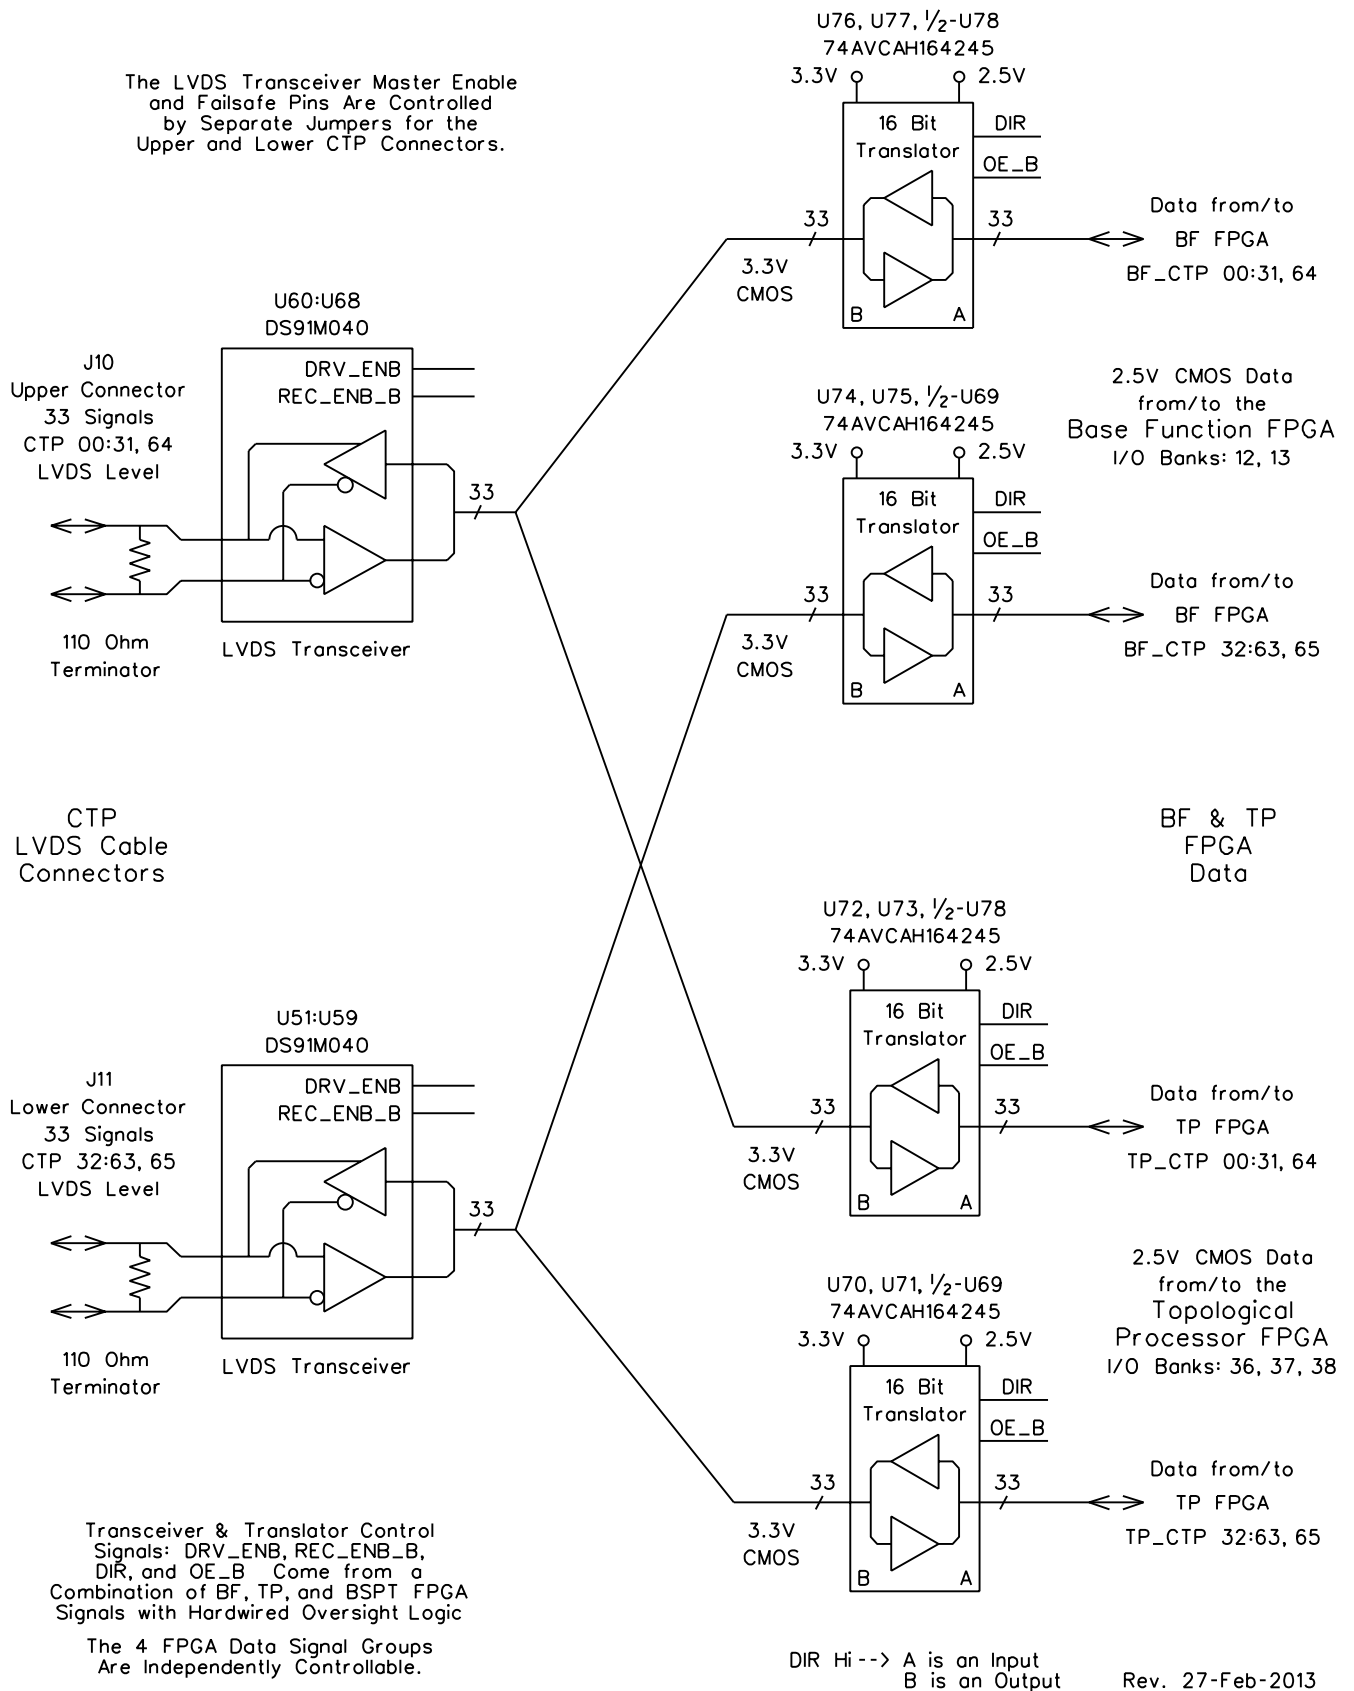 The LVDS Transceiver Master Enable
and Failsafe Pins Are Controlled
by Separate Jumpers for the
Upper and Lower CTP Connectors.
U76, U77, ½-U78
74AVCAH164245
3.3V
2.5V
16 Bit
Translator
DIR
OE_B
33
33
3.3V
CMOS
B
A
Data from/to
BF FPGA
BF_CTP 00:31, 64
U60:U68
DS91M040
DRV_ENB
REC_ENB_B
J10
Upper Connector
33 Signals
CTP 00:31, 64
LVDS Level
33
110 Ohm
Terminator
LVDS Transceiver
2.5V CMOS Data
from/to the
Base Function FPGA
I/O Banks: 12, 13
U74, U75, ½-U69
74AVCAH164245
3.3V
2.5V
16 Bit
Translator
DIR
OE_B
33
33
3.3V
CMOS
B
A
Data from/to
BF FPGA
BF_CTP 32:63, 65
CTP
LVDS Cable
Connectors
BF & TP
FPGA
Data
U72, U73, ½-U78
74AVCAH164245
3.3V
2.5V
16 Bit
Translator
DIR
OE_B
33
33
3.3V
CMOS
B
A
Data from/to
TP FPGA
TP_CTP 00:31, 64
U51:U59
DS91M040
DRV_ENB
REC_ENB_B
J11
Lower Connector
33 Signals
CTP 32:63, 65
LVDS Level
33
110 Ohm
Terminator
LVDS Transceiver
2.5V CMOS Data
from/to the
Topological
Processor FPGA
I/O Banks: 36, 37, 38
U70, U71, ½-U69
74AVCAH164245
3.3V
2.5V
16 Bit
Translator
DIR
OE_B
33
33
3.3V
CMOS
B
A
Data from/to
TP FPGA
TP_CTP 32:63, 65
Transceiver & Translator Control
Signals: DRV_ENB, REC_ENB_B,
DIR, and OE_B Come from a
Combination of BF, TP, and BSPT FPGA
Signals with Hardwired Oversight Logic
The 4 FPGA Data Signal Groups
Are Independently Controllable.
DIR Hi --> A is an Input
B is an Output
Rev. 27-Feb-2013